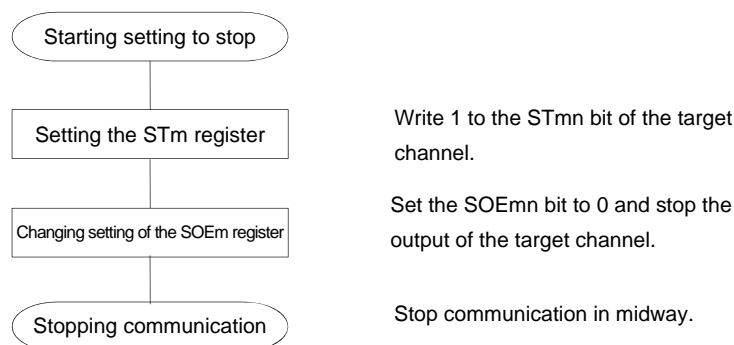 Starting setting to stop
Setting the STm register
Write 1 to the STmn bit of the target
channel.
Changing setting of the SOEm register
Set the SOEmn bit to 0 and stop the
output of the target channel.
Stopping communication
Stop communication in midway.